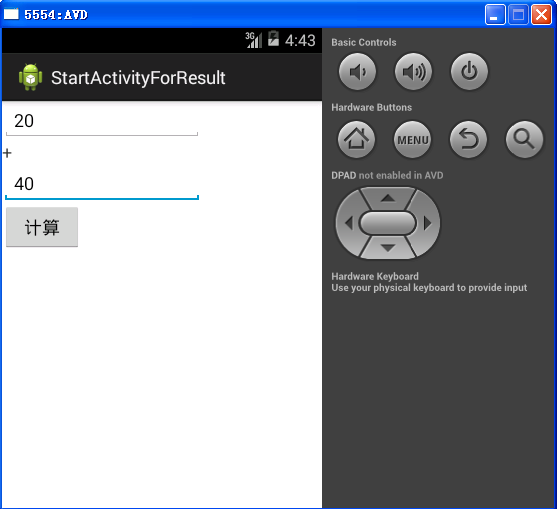 5554:AVD
3G
4:43
StartActivityForResult
20
+
40
计算
Basic Controls
Hardware Buttons
MENU
DPAD not enabled in AVD
Hardware Keyboard
Use your physical keyboard to provide input